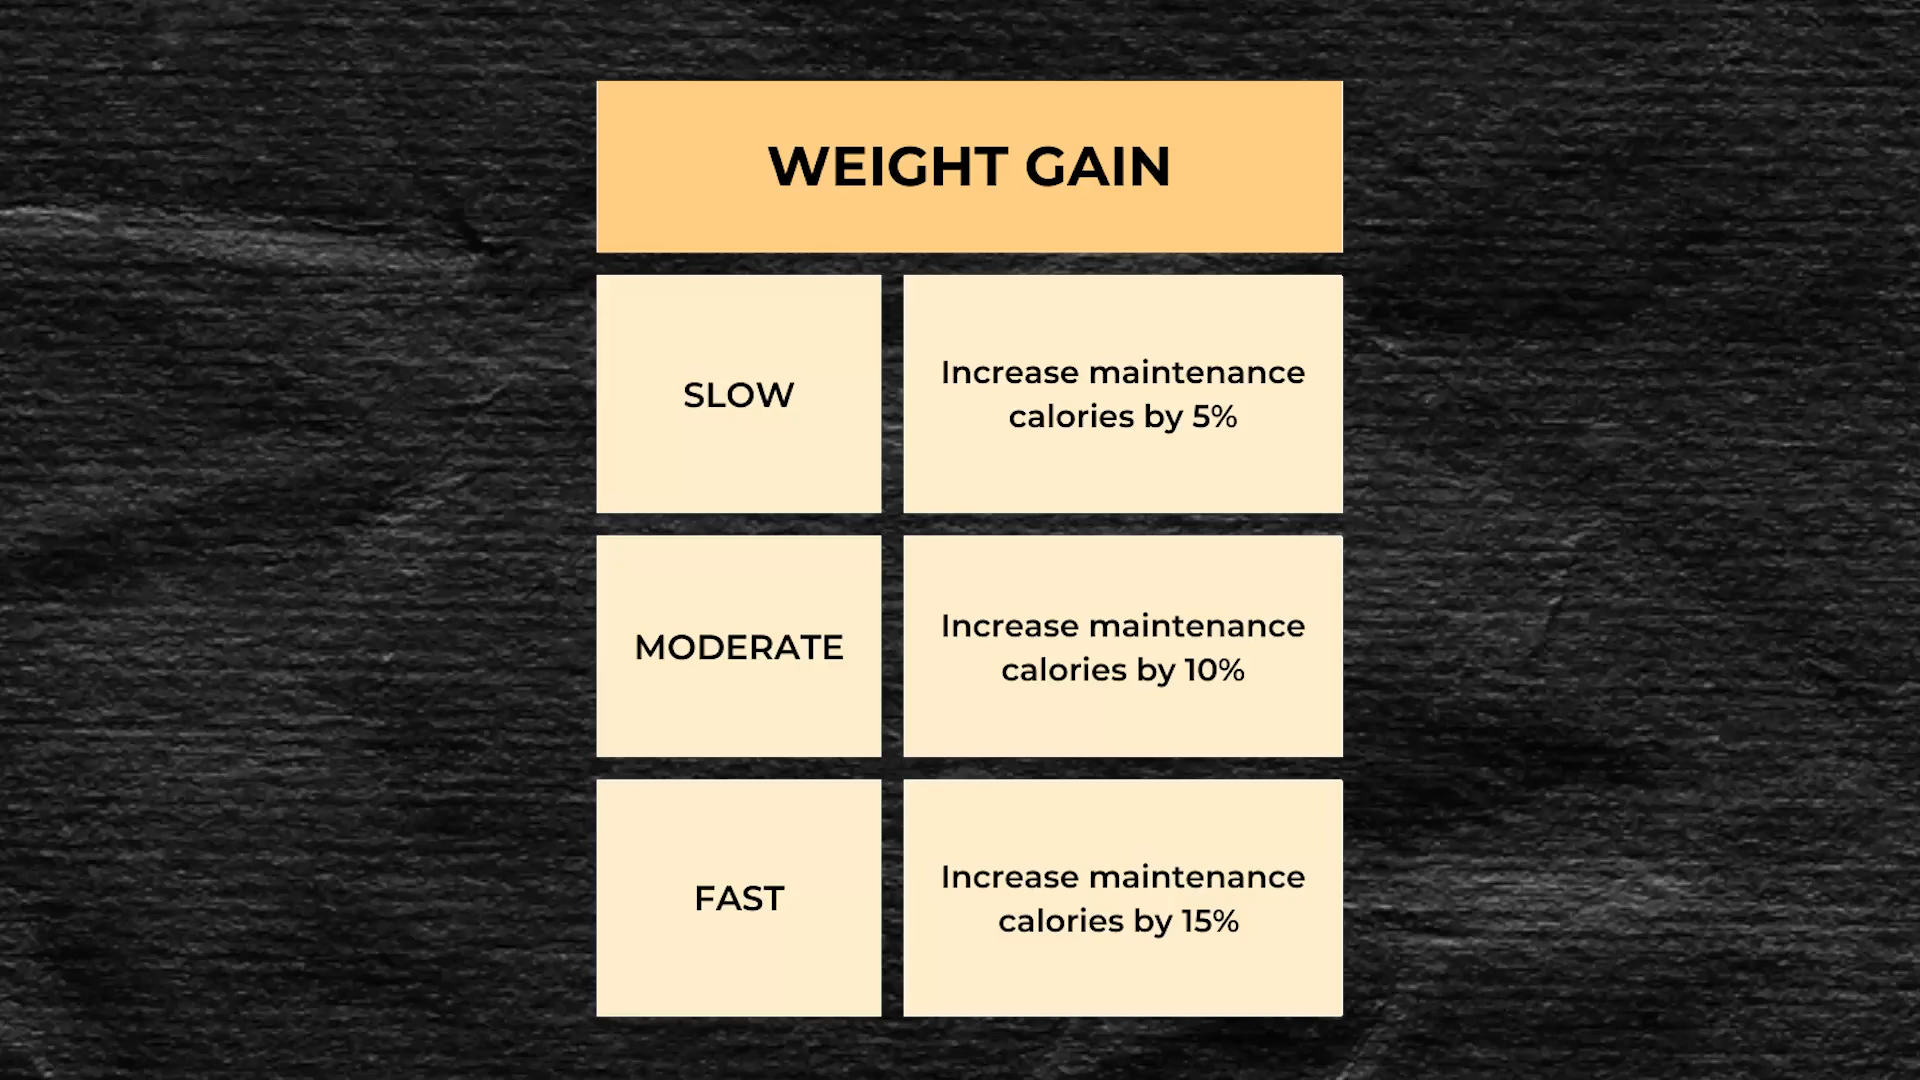 WEIGHT GAIN
SLOW
Increase maintenance
calories by 5%
MODERATE
Increase maintenance
calories by 10%
FAST
Increase maintenance
calories by 15%